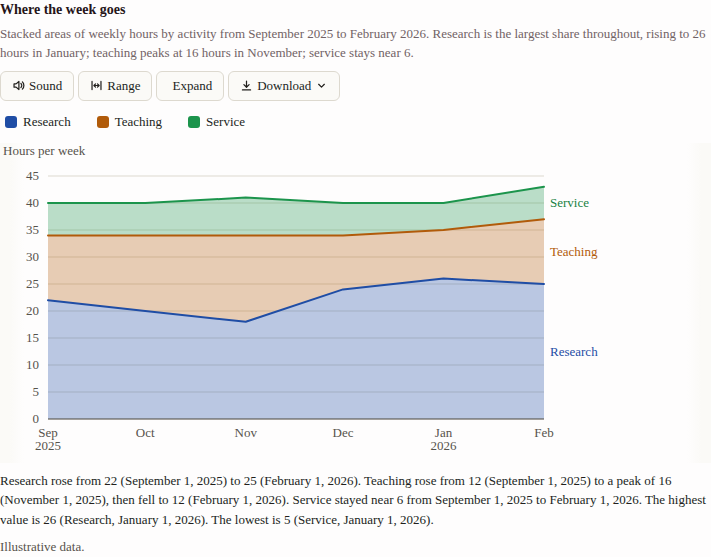 Where the week goes
Stacked areas of weekly hours by activity from September 2025 to February 2026. Research is the largest share throughout, rising to 26
hours in January; teaching peaks at 16 hours in November; service stays near 6.
Sound Range Expand Download
Research Teaching Service
Hours per week
45
40
35
30
25
20
15
10
5
0
Service
Teaching
Research
Sep Oct Nov Dec Jan Feb
2025 2026
Research rose from 22 (September 1, 2025) to 25 (February 1, 2026). Teaching rose from 12 (September 1, 2025) to a peak of 16
(November 1, 2025), then fell to 12 (February 1, 2026). Service stayed near 6 from September 1, 2025 to February 1, 2026. The highest
value is 26 (Research, January 1, 2026). The lowest is 5 (Service, January 1, 2026).
Illustrative data.